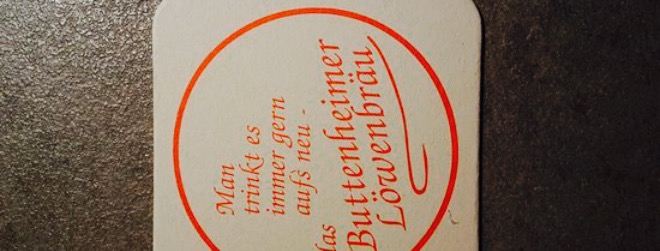 Man
trinkt es
immer gern
aufs neu -
das
Buttenheimer
Löwenbräu